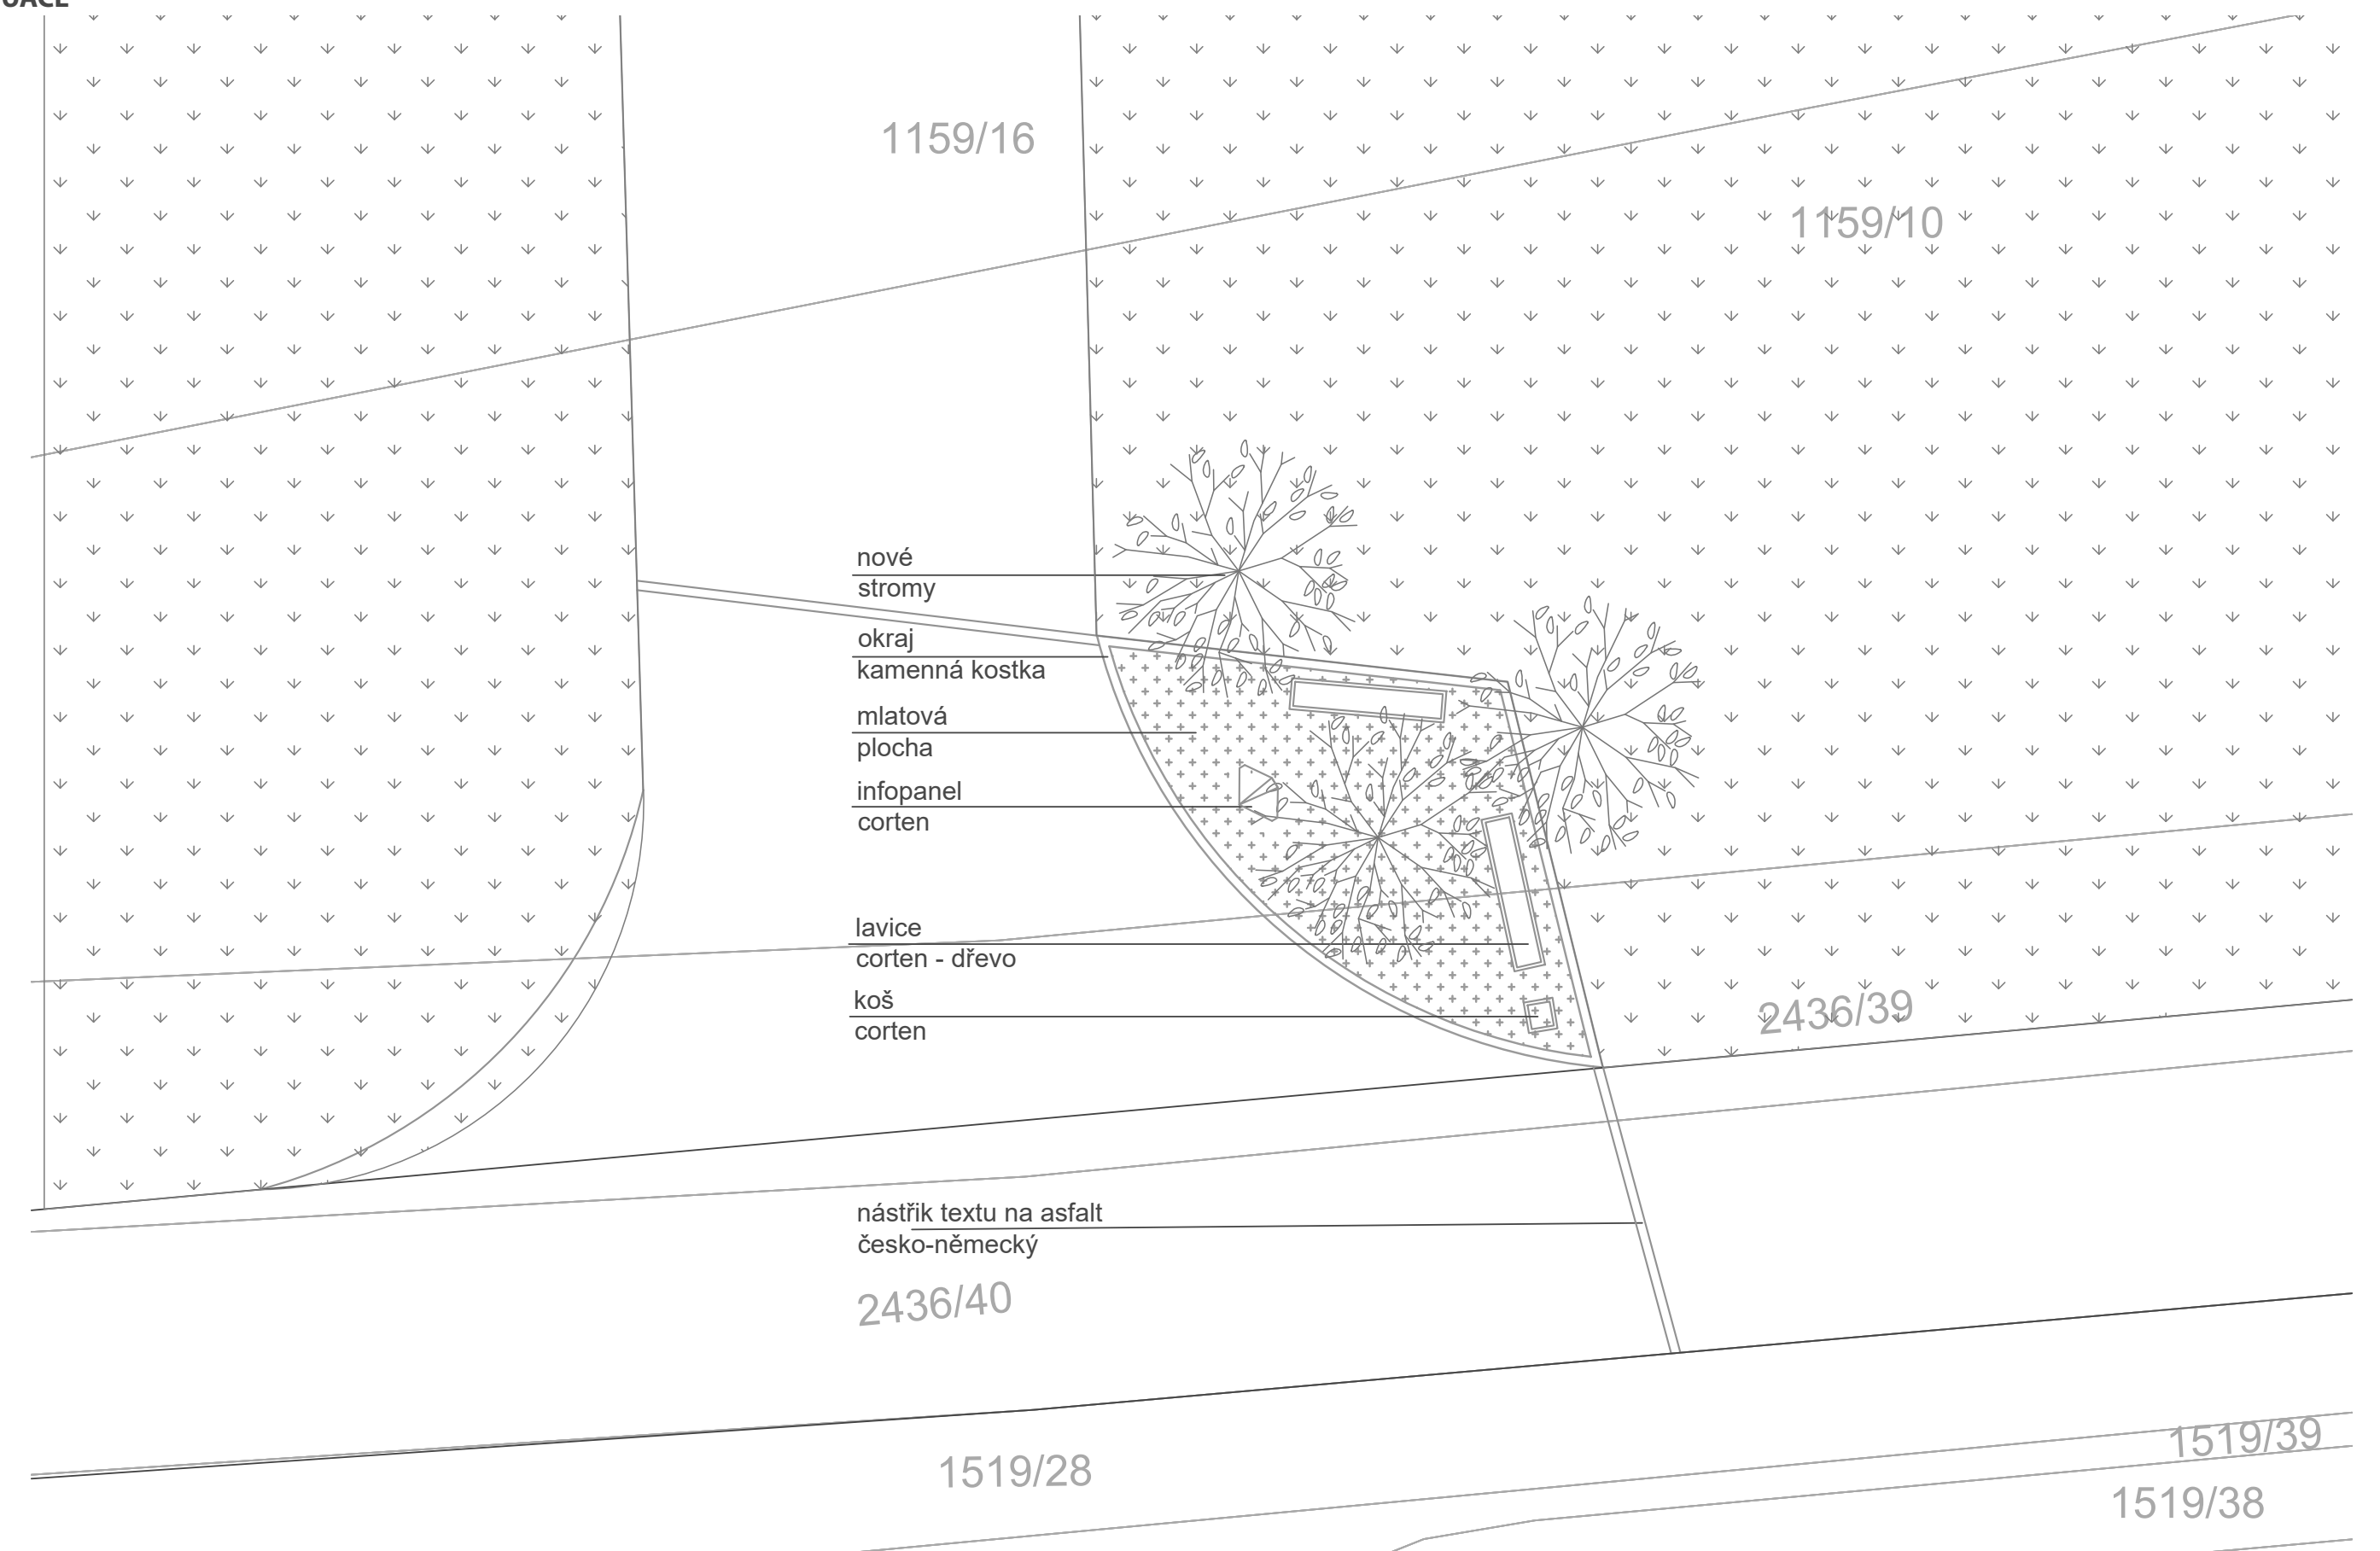 1159/16
1159/10
nové
stromy
okraj
kamenná kostka
mlatová
plocha
infopanel
corten
lavice
corten - dřevo
koš
corten
2436/39
nástřik textu na asfalt
česko-německý
2436/40
1519/39
1519/28
1519/38